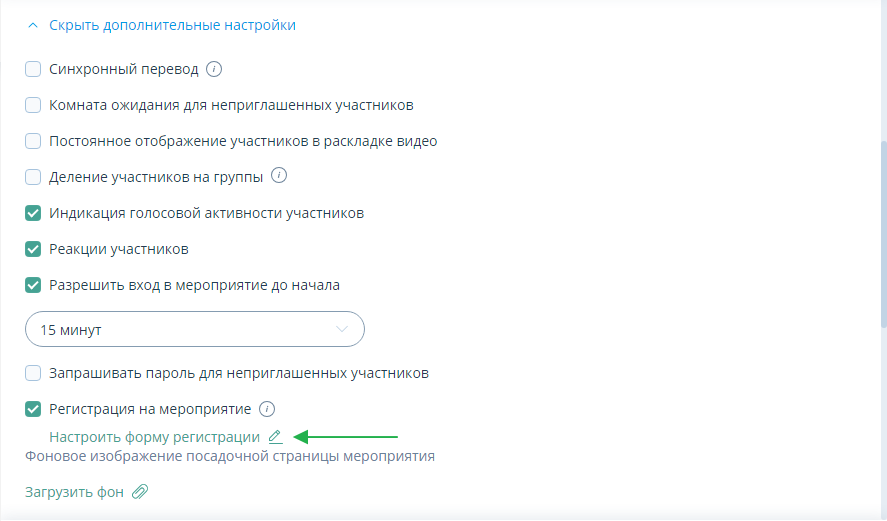 Скрыть дополнительные настройки
Синхронный перевод
Комната ожидания для неприглашенных участников
Постоянное отображение участников в раскладке видео
Деление участников на группы
Индикация голосовой активности участников
Реакции участников
Разрешить вход в мероприятие до начала
15 минут
Запрашивать пароль для неприглашенных участников
Регистрация на мероприятие
Настроить форму регистрации
Фоновое изображение посадочной страницы мероприятия
Загрузить фон